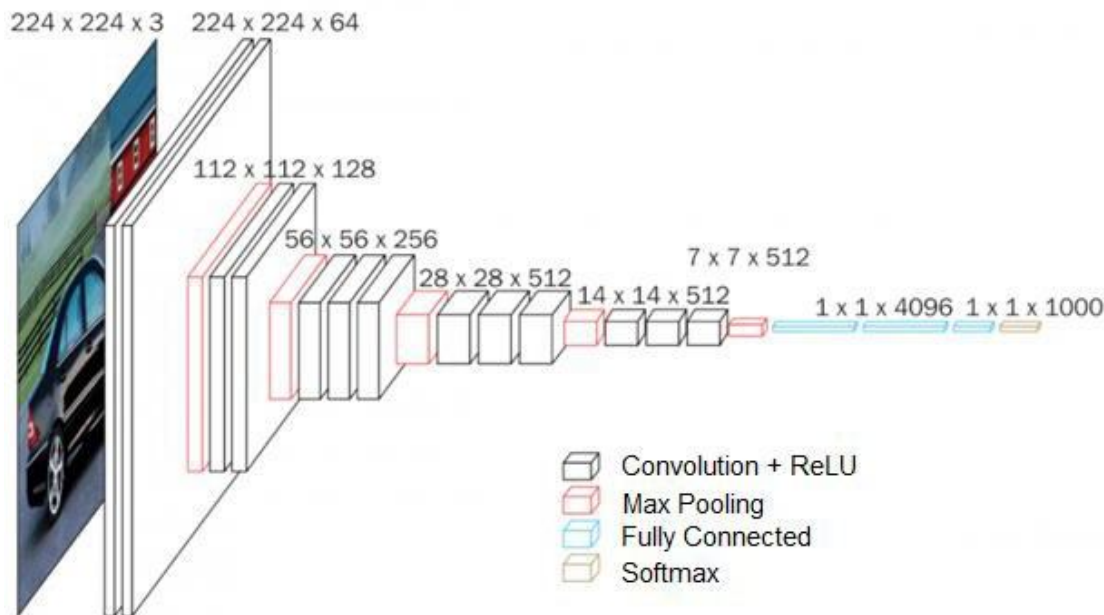 224 x 224 x 3
224 x 224 x 64
112 x 112 x 128
56 x 56 x 256
28 x 28 x 512
14 x 14 x 512
7 x 7 x 512
1 x 1 x 4096
1 x 1 x 1000
Convolution + ReLU
Max Pooling
Fully Connected
Softmax